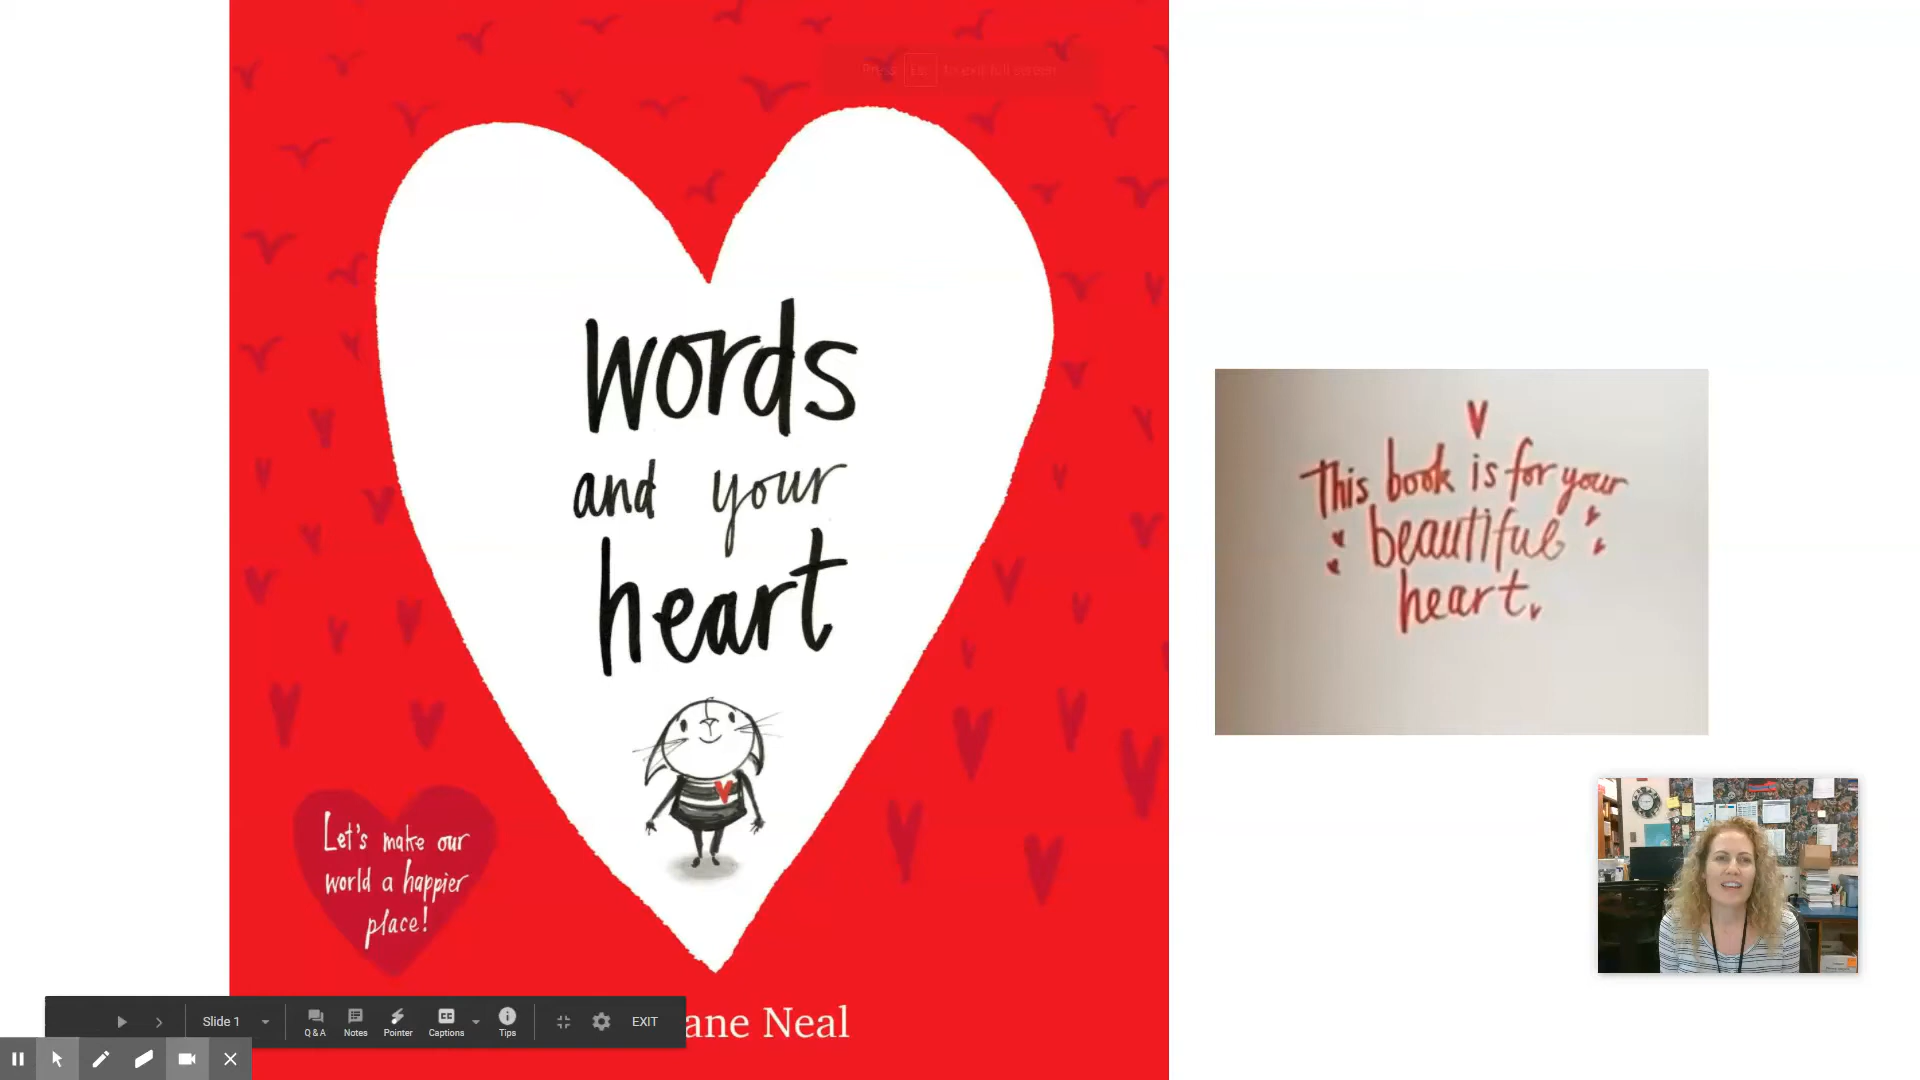 words
and your
heart
Let's make our
world a happier
place!
ane Neal
This book is for your
beautiful
heart.
Slide 1
Q & A
Notes
Pointer
CC
Captions
Tips
EXIT